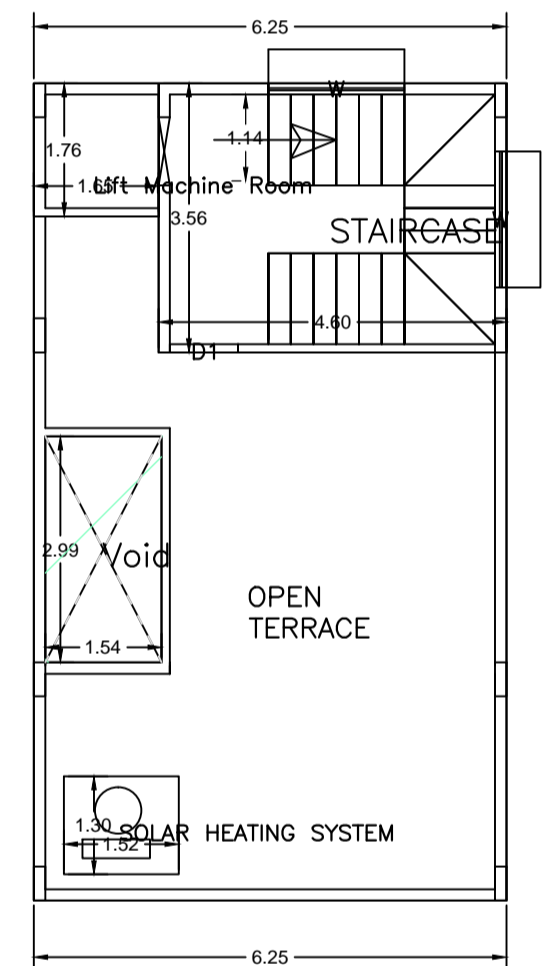 6.25
W
1.14
1.76
1.65
Lift Machine Room
3.56
STAIRCASE
W
4.60
D1
2.99
Void
OPEN
TERRACE
1.54
1.30
SOLAR HEATING SYSTEM
1.52
6.25